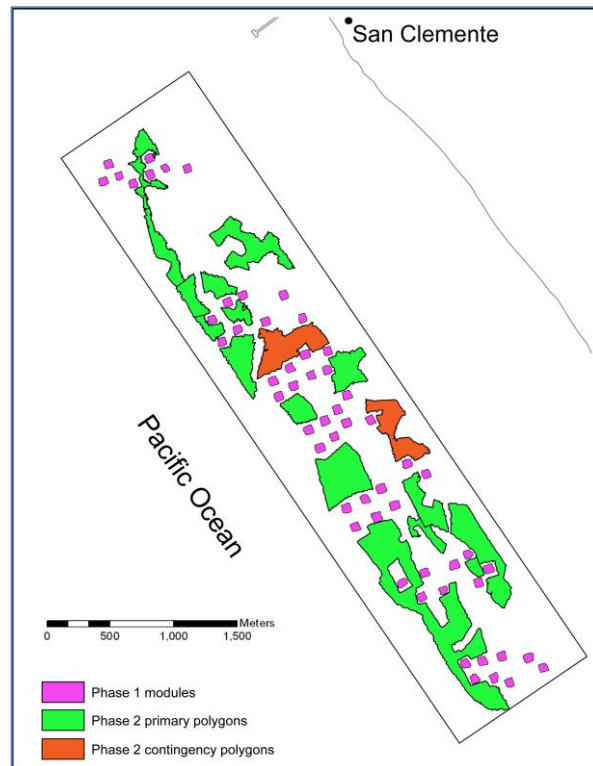 San Clemente
Pacific Ocean
Meters
0 500 1,000 1,500
Phase 1 modules
Phase 2 primary polygons
Phase 2 contingency polygons